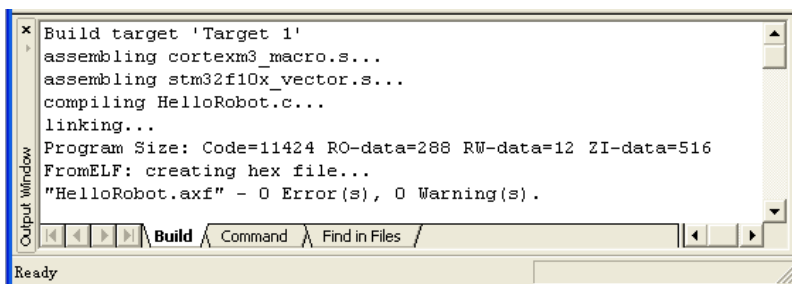 Build target 'Target 1'
assembling cortexm3_macro.s...
assembling stm32f10x_vector.s...
compiling HelloRobot.c...
linking...
Program Size: Code=11424 RO-data=288 RW-data=12 ZI-data=516
FromELF: creating hex file...
"HelloRobot.axf" - 0 Error(s), 0 Warning(s).
Output Window
Build Command Find in Files
Ready